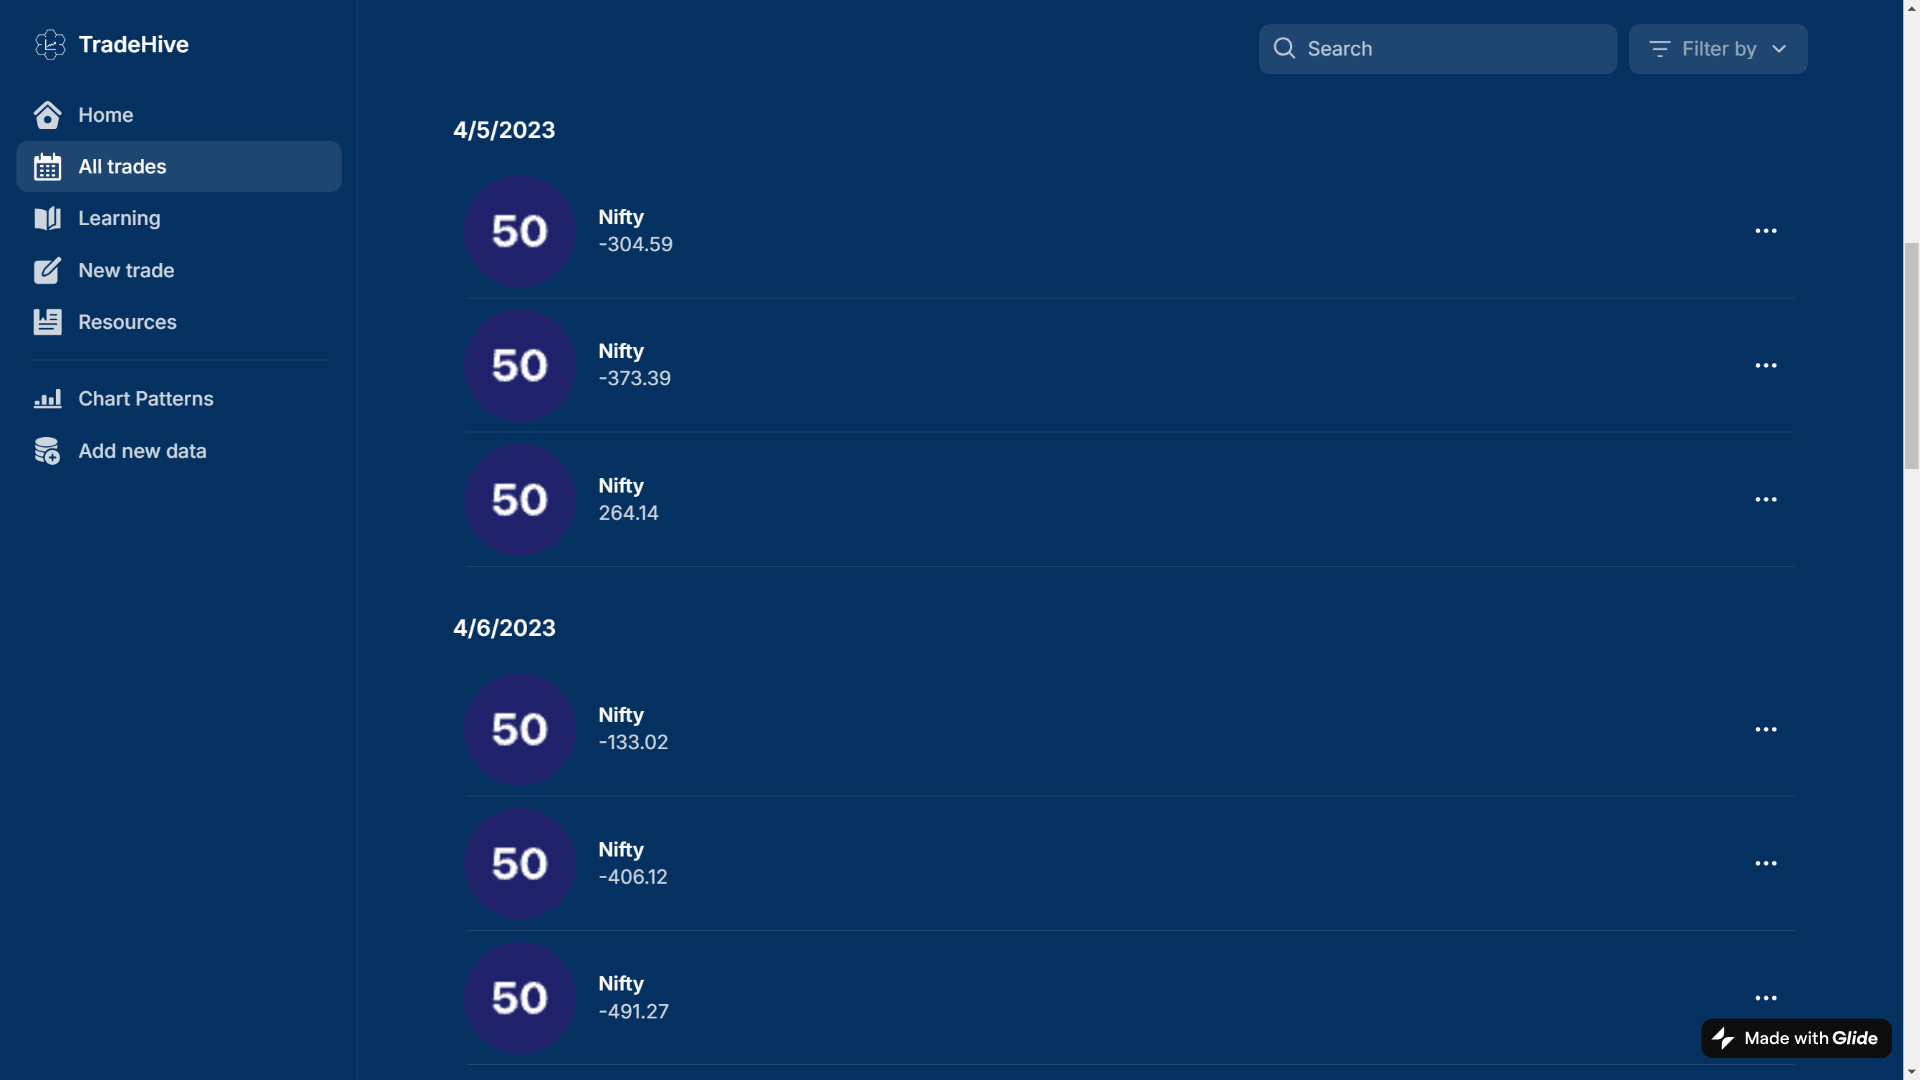 TradeHive
Home
All trades
Learning
New trade
Resources
Chart Patterns
Add new data
Search
Filter by
4/5/2023
50
Nifty
-304.59
50
Nifty
-373.39
50
Nifty
264.14
4/6/2023
50
Nifty
-133.02
50
Nifty
-406.12
50
Nifty
-491.27
Made with Glide